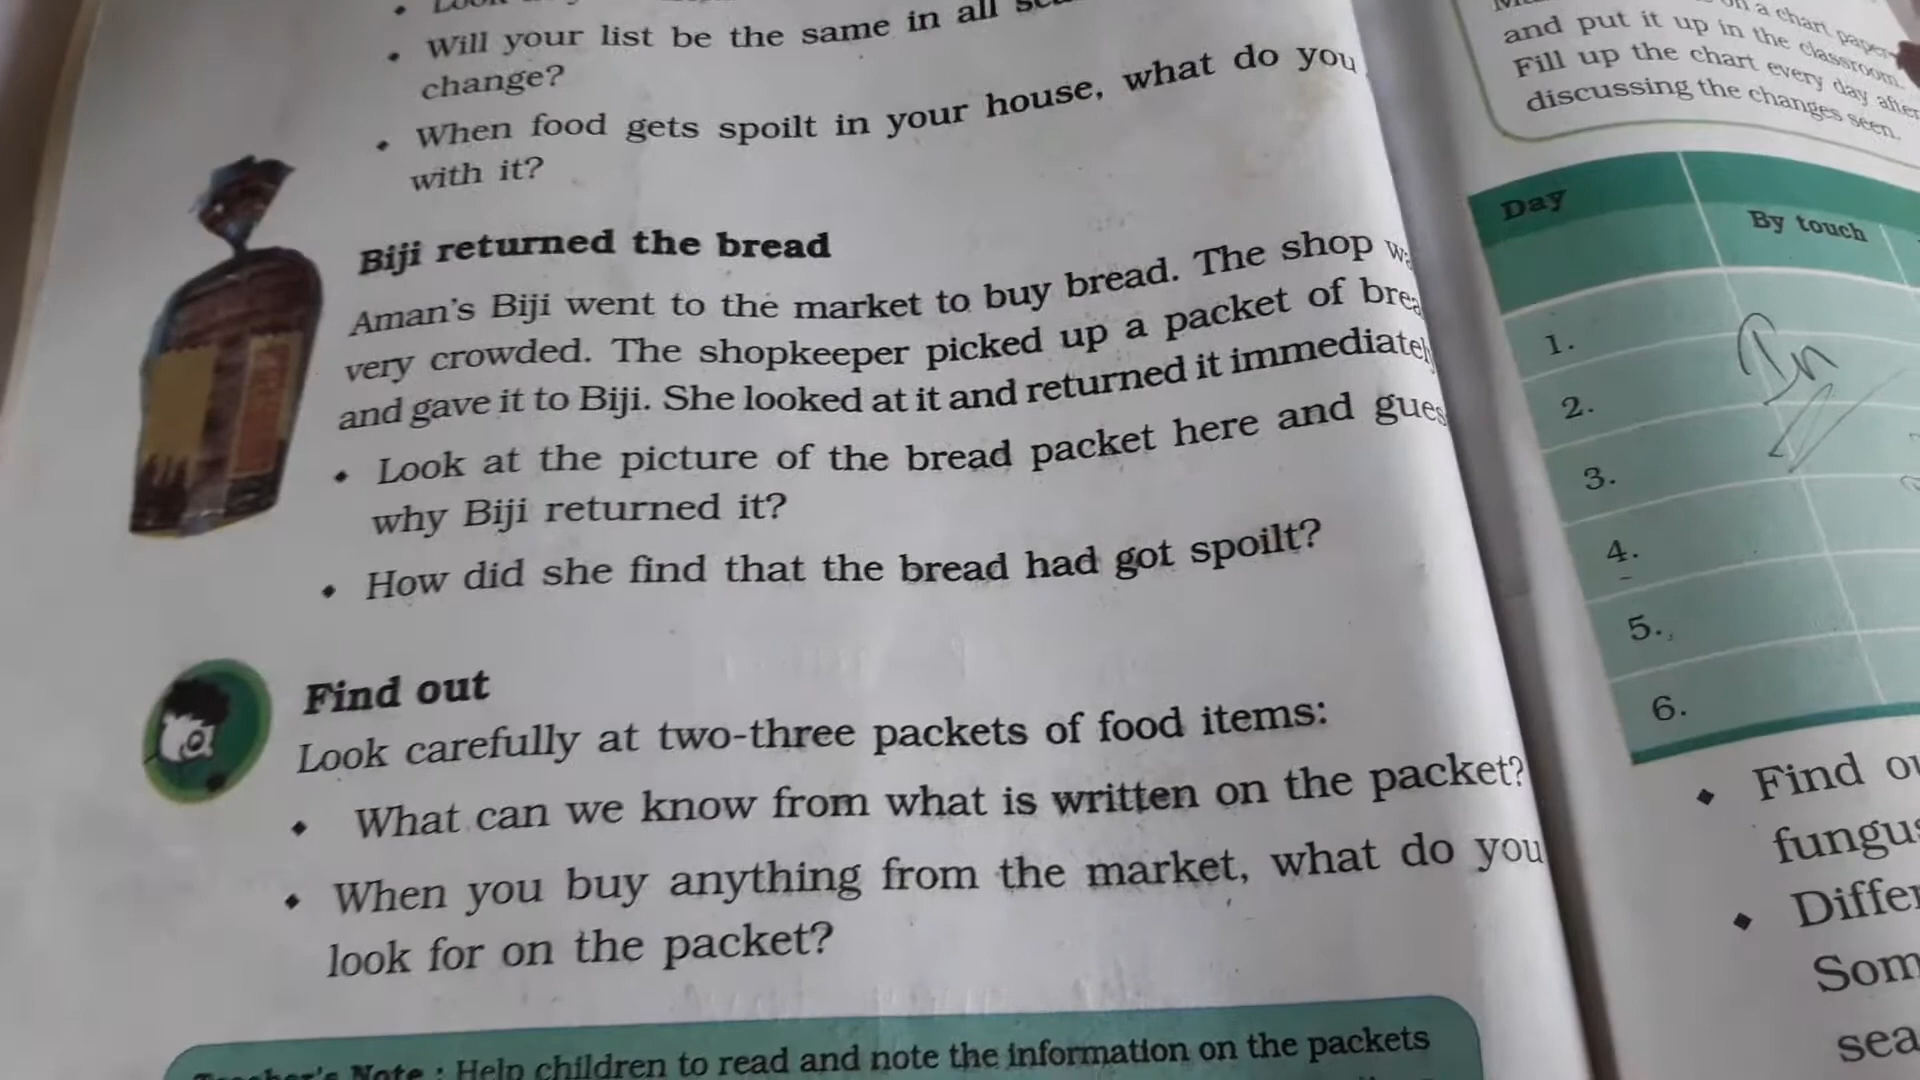 Will your list be the same in all
change?
When food gets spoilt in your house, what do you
with it?
Biji returned the bread
Aman's Biji went to the market to buy bread. The shop
very crowded. The shopkeeper picked up a packet of
and gave it to Biji. She looked at it and returned it
Look at the picture of the bread packet here and
why Biji returned it?
How did she find that the bread had got spoilt?
Find out
Look carefully at two-three packets of food items:
What can we know from what is written on the packet?
When you buy anything from the market, what do you
look for on the packet?
Note : Help children to read and note the information on the packets
on a chart paper
and put it up in the classroom.
Fill up the chart every day after
discussing the changes seen.
Day
By touch
1.
In
2.
3.
4.
5.
6.
Find